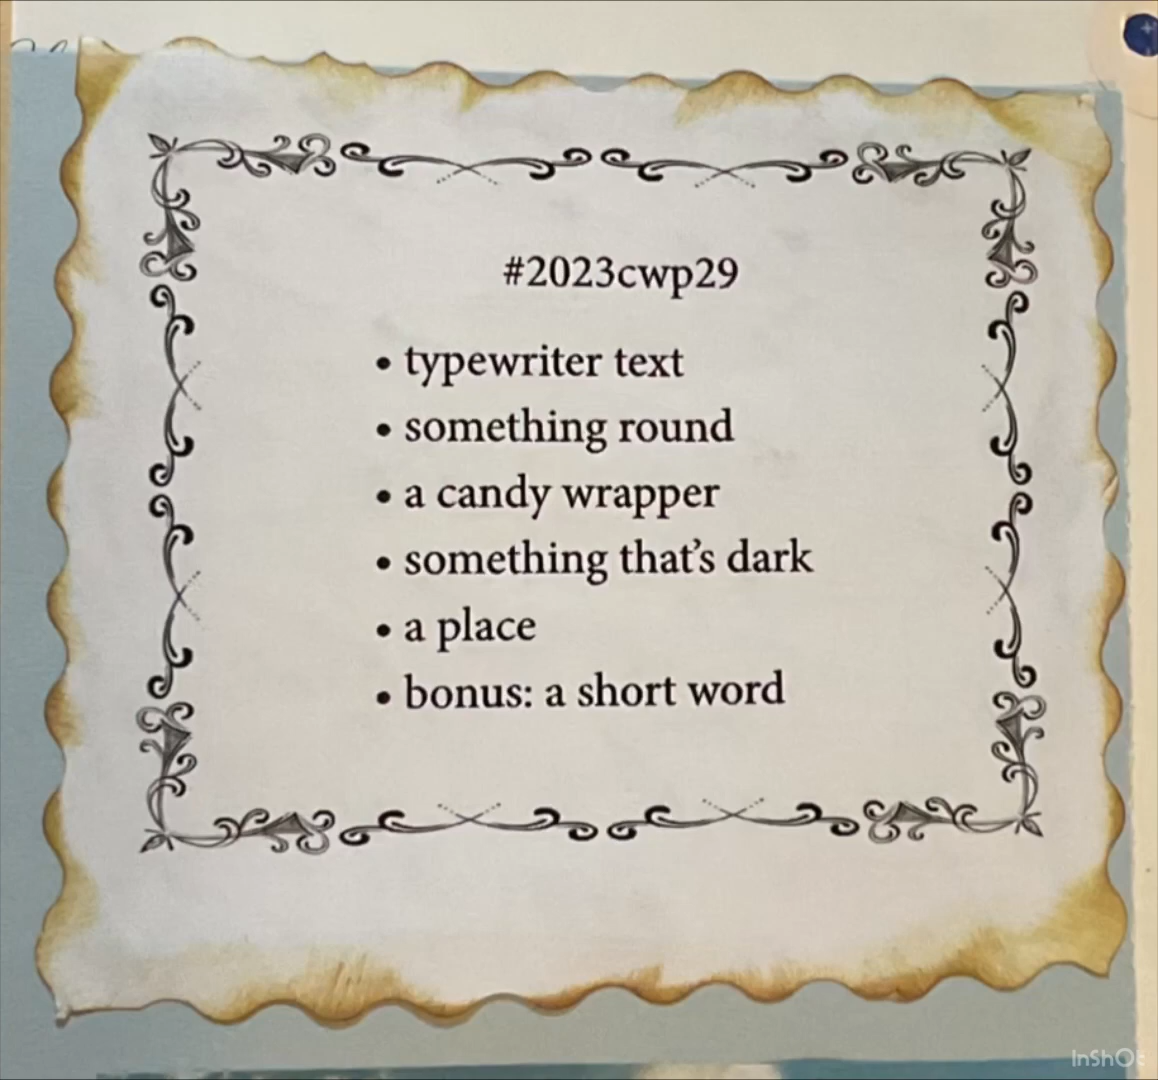 #2023cwp29
• typewriter text
• something round
• a candy wrapper
• something that's dark
• a place
• bonus: a short word
InShOt